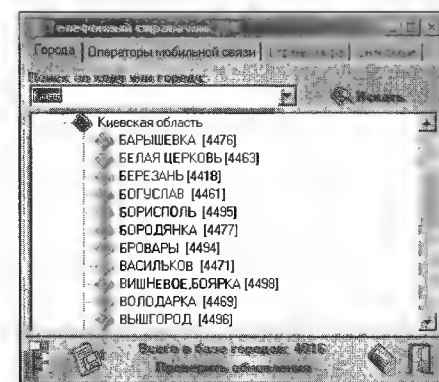 Телефонный справочник
Города Операторы мобильной связи
Поиск по коду или городу:
Искать
Киевская область
БАРЫШЕВКА [4476]
БЕЛАЯ ЦЕРКОВЬ [4463]
БЕРЕЗАНЬ [4418]
БОГУСЛАВ [4461]
БОРИСПОЛЬ [4495]
БОРОДЯНКА [4477]
БРОВАРЫ [4494]
ВАСИЛЬКОВ [4471]
ВИШНЕВОЕ,БОЯРКА [4498]
ВОЛОДАРКА [4469]
ВЫШГОРОД [4496]
Всего в базе городов: 4216
Проверить обновления